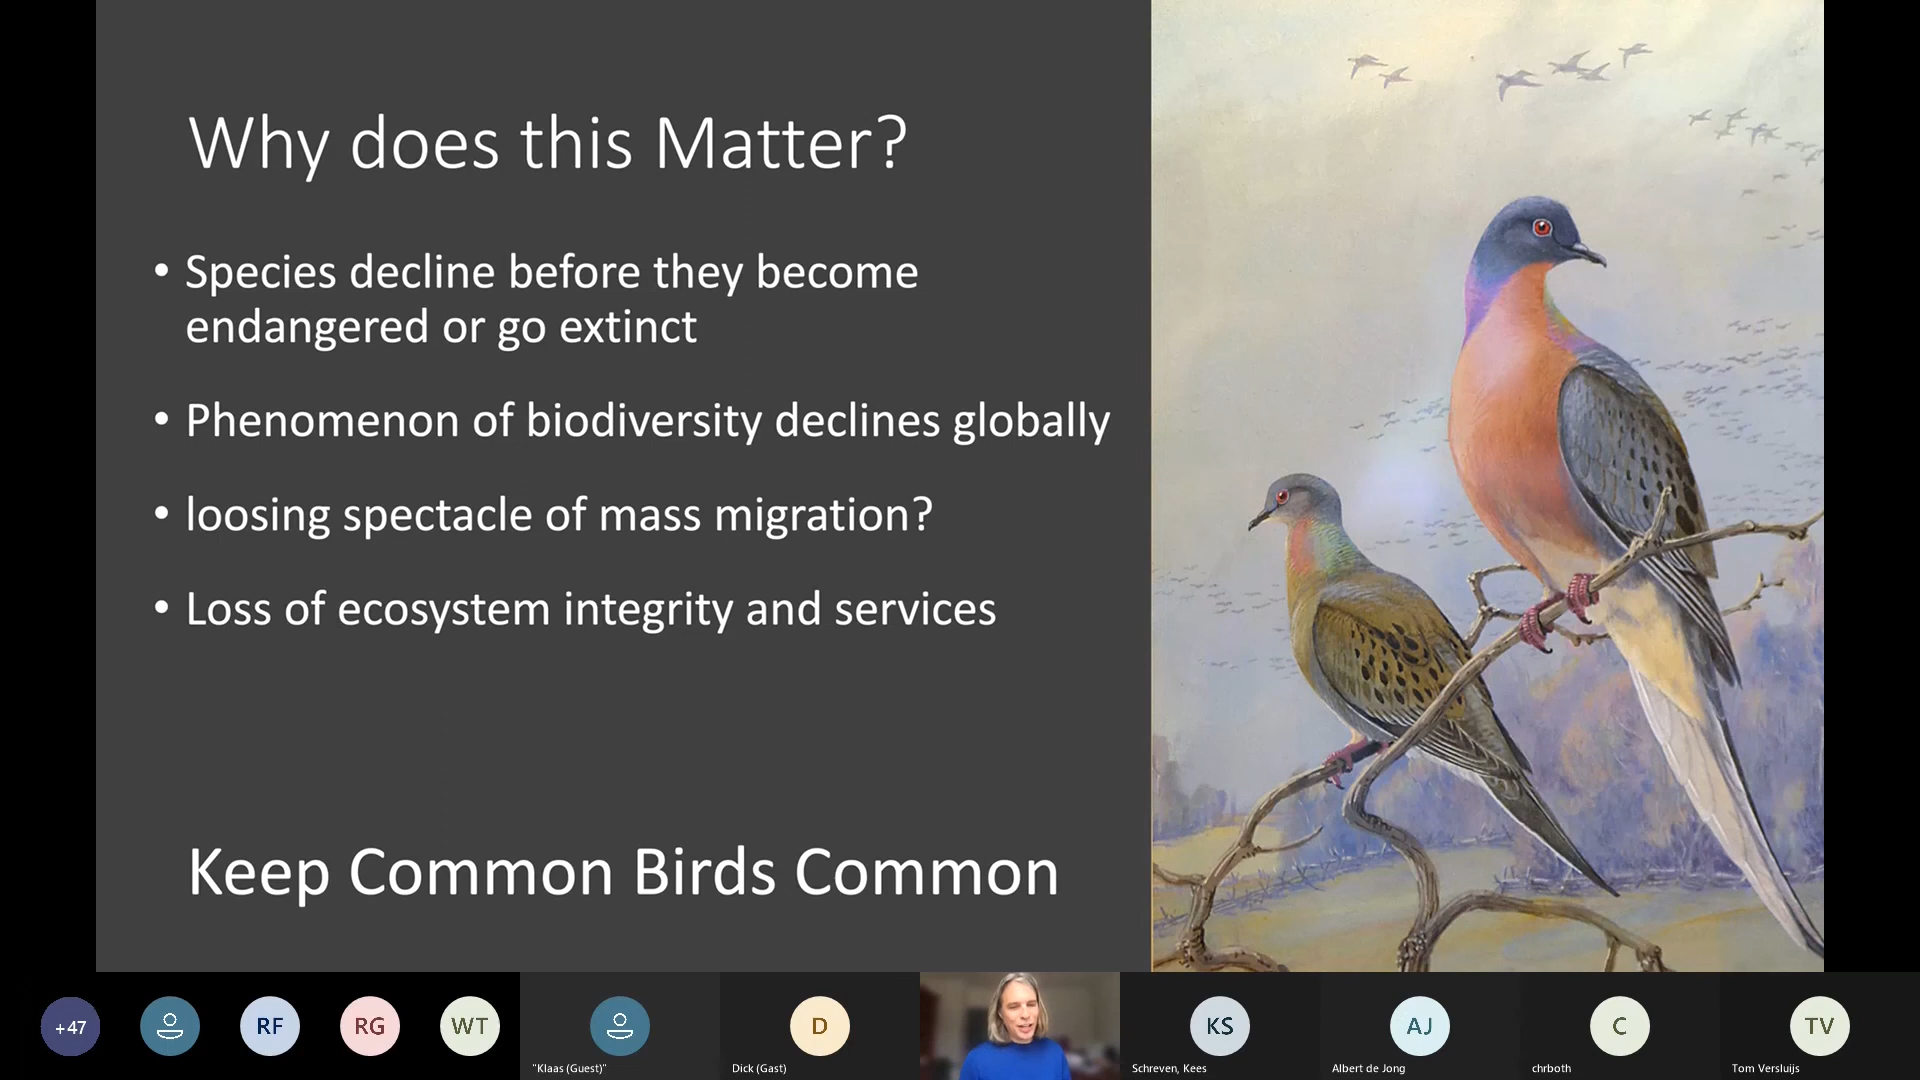 Why does this Matter?
• Species decline before they become
endangered or go extinct
• Phenomenon of biodiversity declines globally
• loosing spectacle of mass migration?
• Loss of ecosystem integrity and services
Keep Common Birds Common
+47
RF
RG
WT
"Klaas (Guest)"
D
Dick (Gast)
KS
Schreven, Kees
AJ
Albert de Jong
C
chrboth
TV
Tom Versluijs